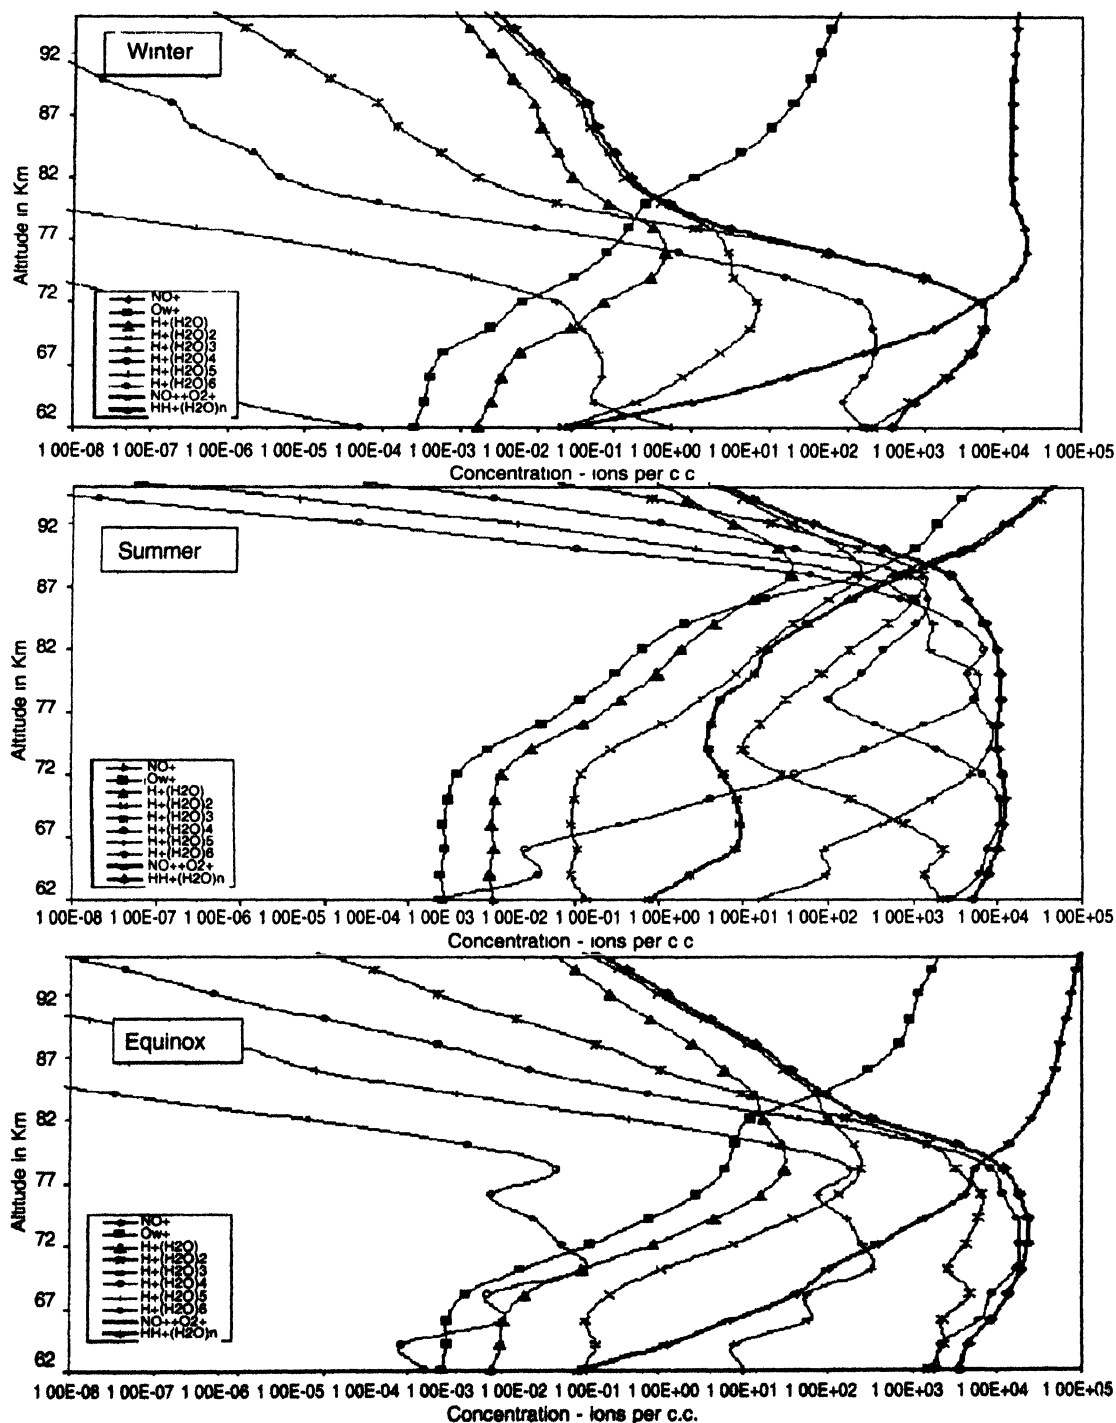 Winter
Altitude in Km
92
87
82
77
72
67
62
NO+
Ow+
H+(H2O)
H+(H2O)2
H+(H2O)3
H+(H2O)4
H+(H2O)5
H+(H2O)6
NO++O2+
HH+(H2O)n
1 00E-08 1 00E-07 1 00E-06 1 00E-05 1 00E-04 1 00E-03 1 00E-02 1 00E-01 1 00E+00 1 00E+01 1 00E+02 1 00E+03 1 00E+04 1 00E+05
Concentration - ions per c c
Summer
Altitude in Km
92
87
82
77
72
67
62
NO+
Ow+
H+(H2O)
H+(H2O)2
H+(H2O)3
H+(H2O)4
H+(H2O)5
H+(H2O)6
NO++O2+
HH+(H2O)n
1 00E-08 1 00E-07 1 00E-06 1 00E-05 1 00E-04 1 00E-03 1 00E-02 1 00E-01 1 00E+00 1 00E+01 1 00E+02 1 00E+03 1 00E+04 1 00E+05
Concentration - ions per c c
Equinox
Altitude in Km
92
87
82
77
72
67
62
NO+
Ow+
H+(H2O)
H+(H2O)2
H+(H2O)3
H+(H2O)4
H+(H2O)5
H+(H2O)6
NO++O2+
HH+(H2O)n
1 00E-08 1 00E-07 1 00E-06 1 00E-05 1 00E-04 1 00E-03 1 00E-02 1 00E-01 1 00E+00 1 00E+01 1 00E+02 1 00E+03 1 00E+04 1 00E+05
Concentration - ions per c.c.